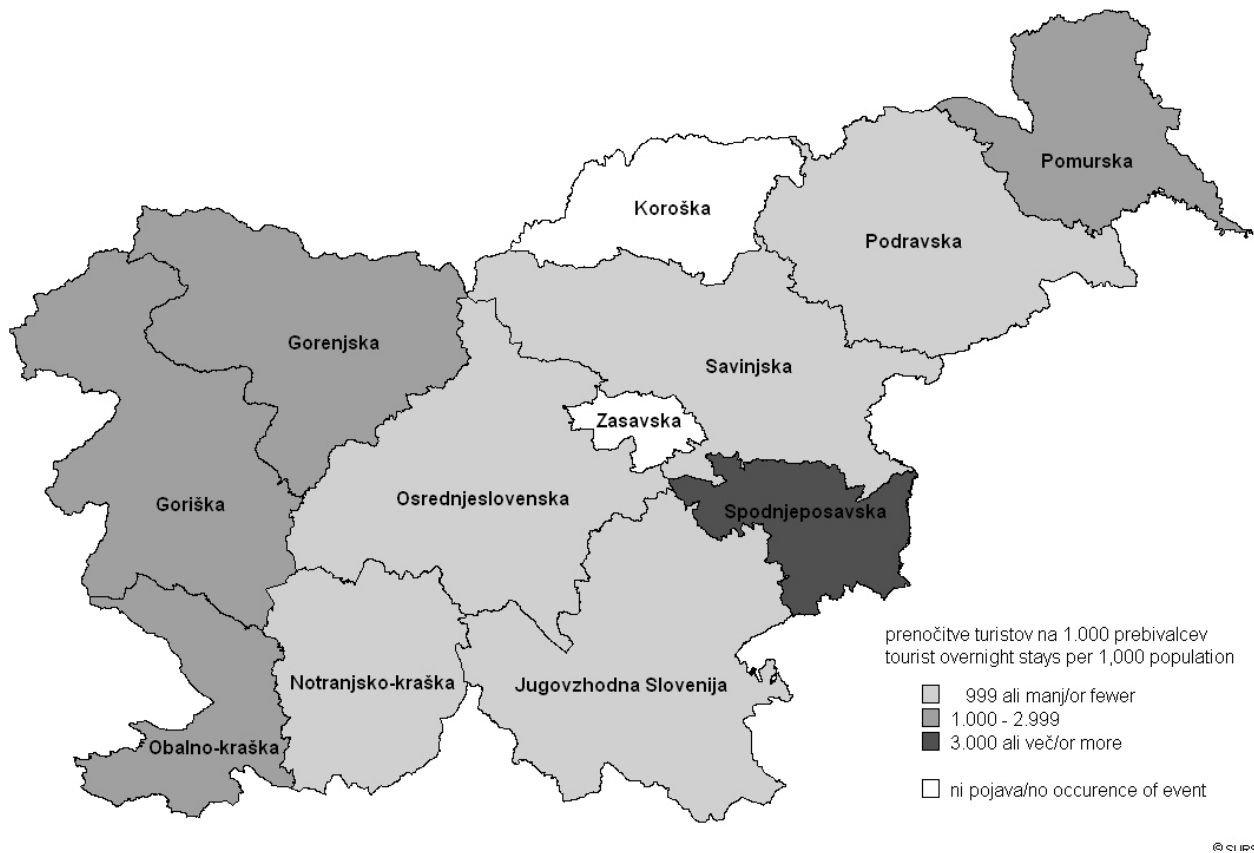 Pomurska
Koroška
Podravska
Gorenjska
Savinjska
Zasavska
Osrednjeslovenska
Goriška
Spodnjeposavska
Notranjsko-kraška
Jugovzhodna Slovenija
Obalno-kraška
prenočitve turistov na 1.000 prebivalcev
tourist overnight stays per 1,000 population
999 ali manj/or fewer
1.000 - 2.999
3.000 ali več/or more
ni pojava/no occurence of event
© SURS